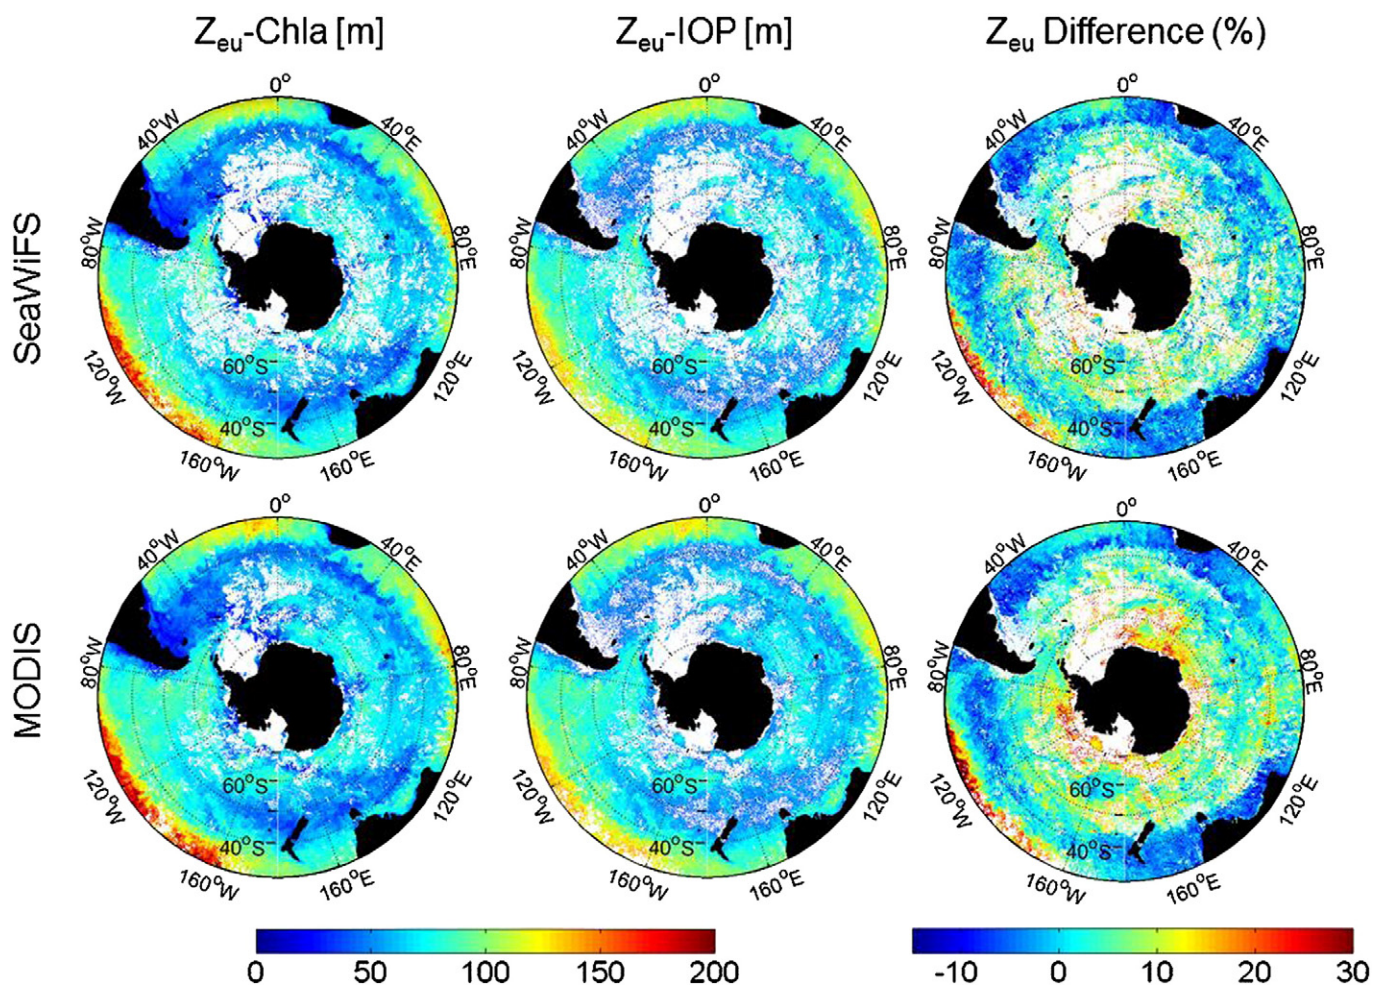 Z_eu-Chla [m] Z_eu-IOP [m] Z_eu Difference (%)
SeaWiFS
0° 0° 0°
40°W 40°E 40°W 40°E 40°W 40°E
80°W 80°E 80°W 80°E 80°W 80°E
60°S 60°S 60°S
120°W 120°E 120°W 120°E 120°W 120°E
40°S 40°S 40°S
160°W 160°E 160°W 160°E 160°W 160°E
MODIS
0° 0° 0°
40°W 40°E 40°W 40°E 40°W 40°E
80°W 80°E 80°W 80°E 80°W 80°E
60°S 60°S 60°S
120°W 120°E 120°W 120°E 120°W 120°E
40°S 40°S 40°S
160°W 160°E 160°W 160°E 160°W 160°E
0 50 100 150 200 -10 0 10 20 30